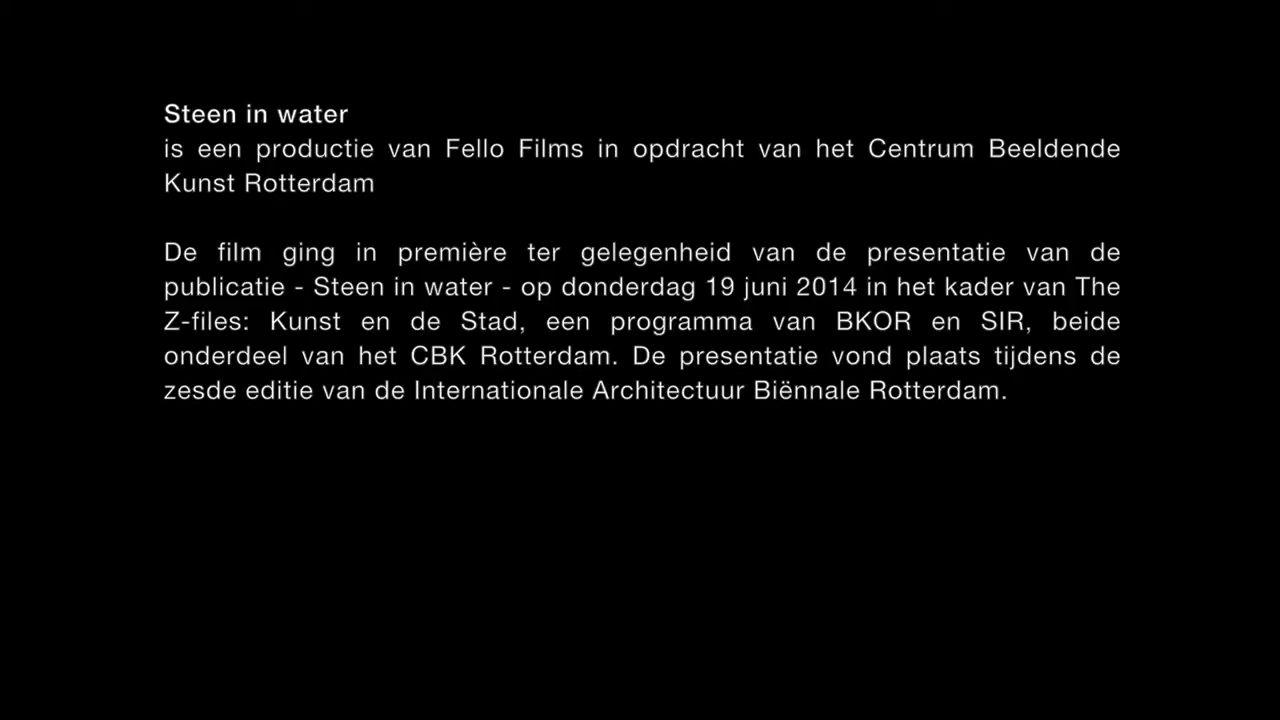 Steen in water
is een productie van Fello Films in opdracht van het Centrum Beeldende
Kunst Rotterdam
De film ging in première ter gelegenheid van de presentatie van de
publicatie - Steen in water - op donderdag 19 juni 2014 in het kader van The
Z-files: Kunst en de Stad, een programma van BKOR en SIR, beide
onderdeel van het CBK Rotterdam. De presentatie vond plaats tijdens de
zesde editie van de Internationale Architectuur Biënnale Rotterdam.